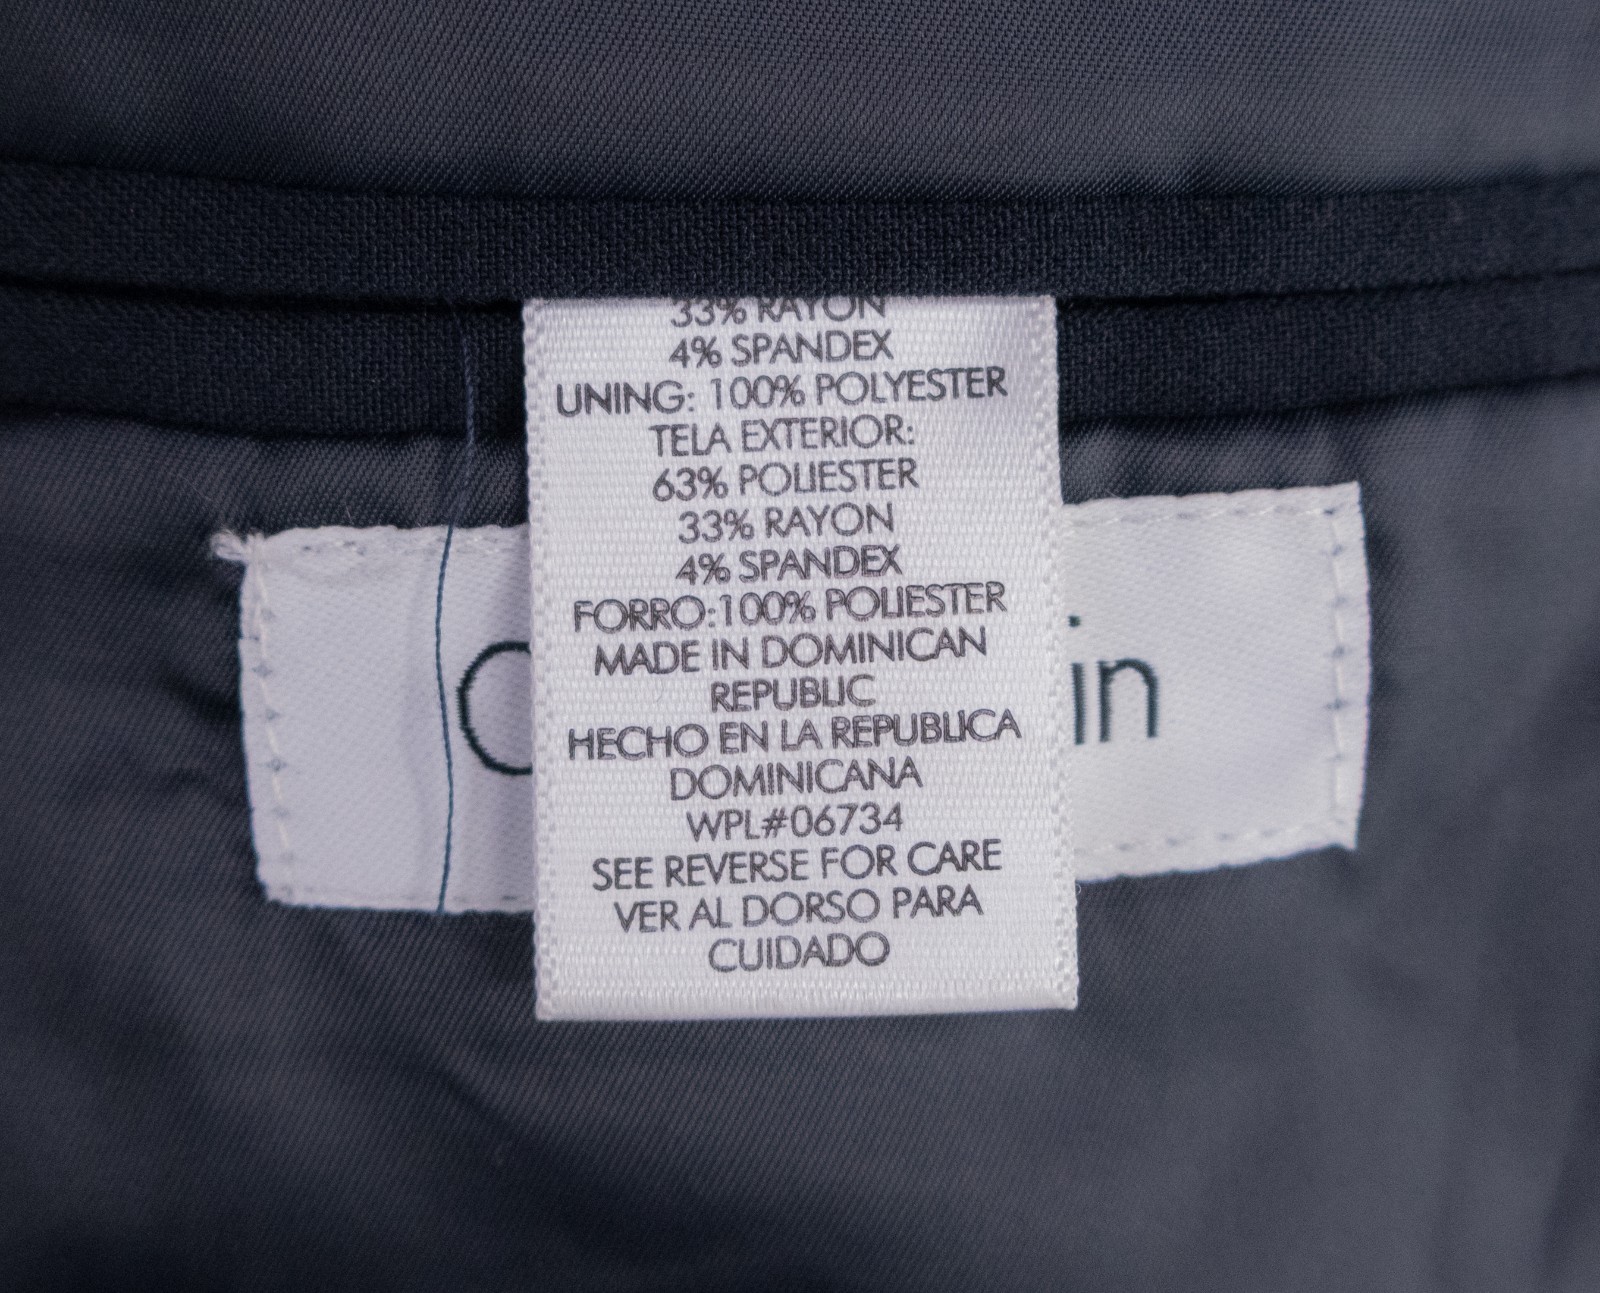 33% RAYON
4% SPANDEX
LINING: 100% POLYESTER
TELA EXTERIOR:
63% POLIESTER
33% RAYON
4% SPANDEX
FORRO:100% POLIESTER
MADE IN DOMINICAN
REPUBLIC
HECHO EN LA REPUBLICA
DOMINICANA
WPL#06734
SEE REVERSE FOR CARE
VER AL DORSO PARA
CUIDADO